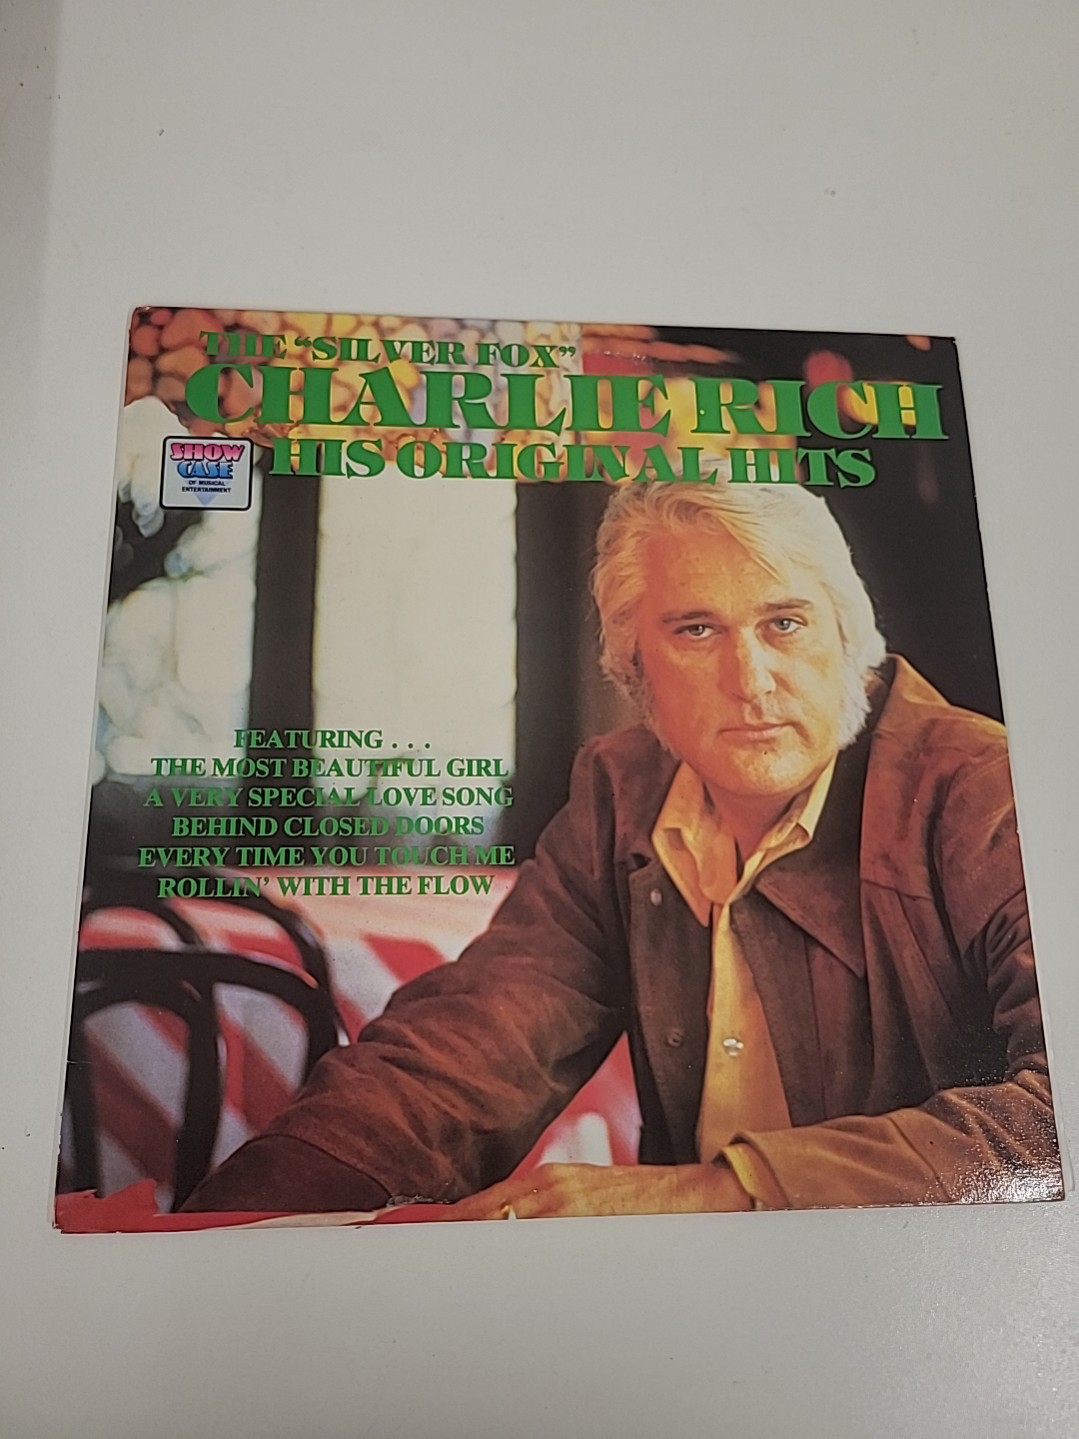 THE "SILVER FOX"
CHARLIE RICH
HIS ORIGINAL HITS
SHOW
CASE
OF MUSICAL
ENTERTAINMENT
FEATURING . . .
THE MOST BEAUTIFUL GIRL
A VERY SPECIAL LOVE SONG
BEHIND CLOSED DOORS
EVERY TIME YOU TOUCH ME
ROLLIN' WITH THE FLOW